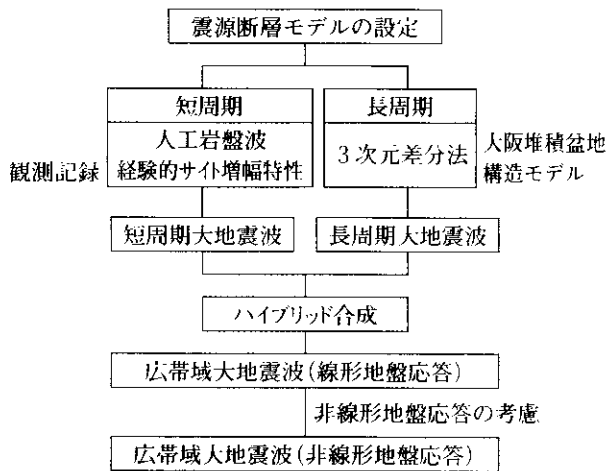 震源断層モデルの設定
短周期
人工岩盤波
経験的サイト増幅特性
観測記録
長周期
3次元差分法
大阪堆積盆地
構造モデル
短周期大地震波
長周期大地震波
ハイブリッド合成
広帯域大地震波(線形地盤応答)
非線形地盤応答の考慮
広帯域大地震波(非線形地盤応答)